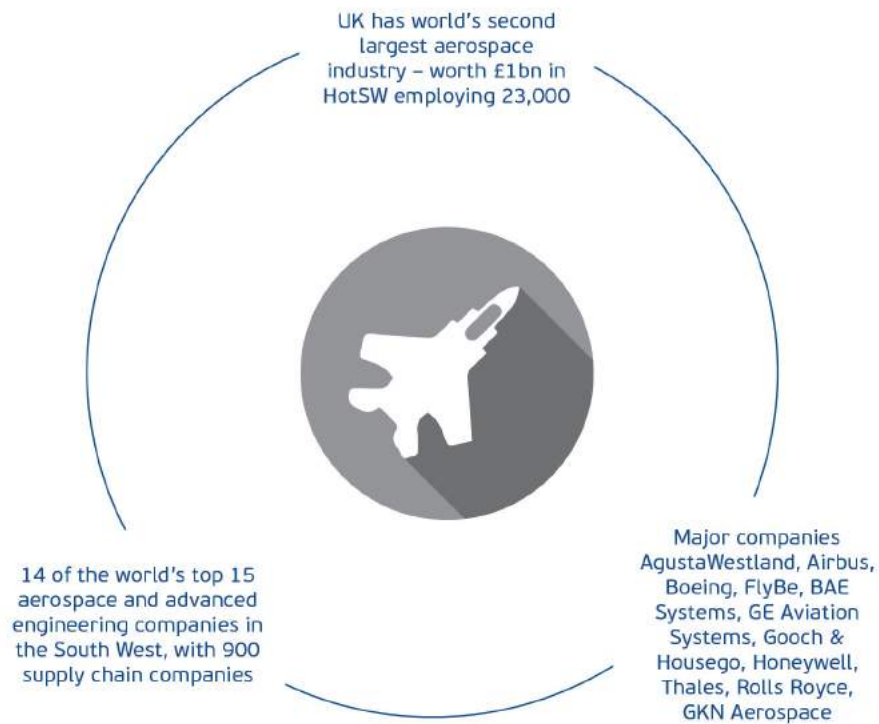 UK has world's second
largest aerospace
industry – worth £1bn in
HotSW employing 23,000
14 of the world's top 15
aerospace and advanced
engineering companies in
the South West, with 900
supply chain companies
Major companies
AgustaWestland, Airbus,
Boeing, FlyBe, BAE
Systems, GE Aviation
Systems, Gooch &
Housego, Honeywell,
Thales, Rolls Royce,
GKN Aerospace